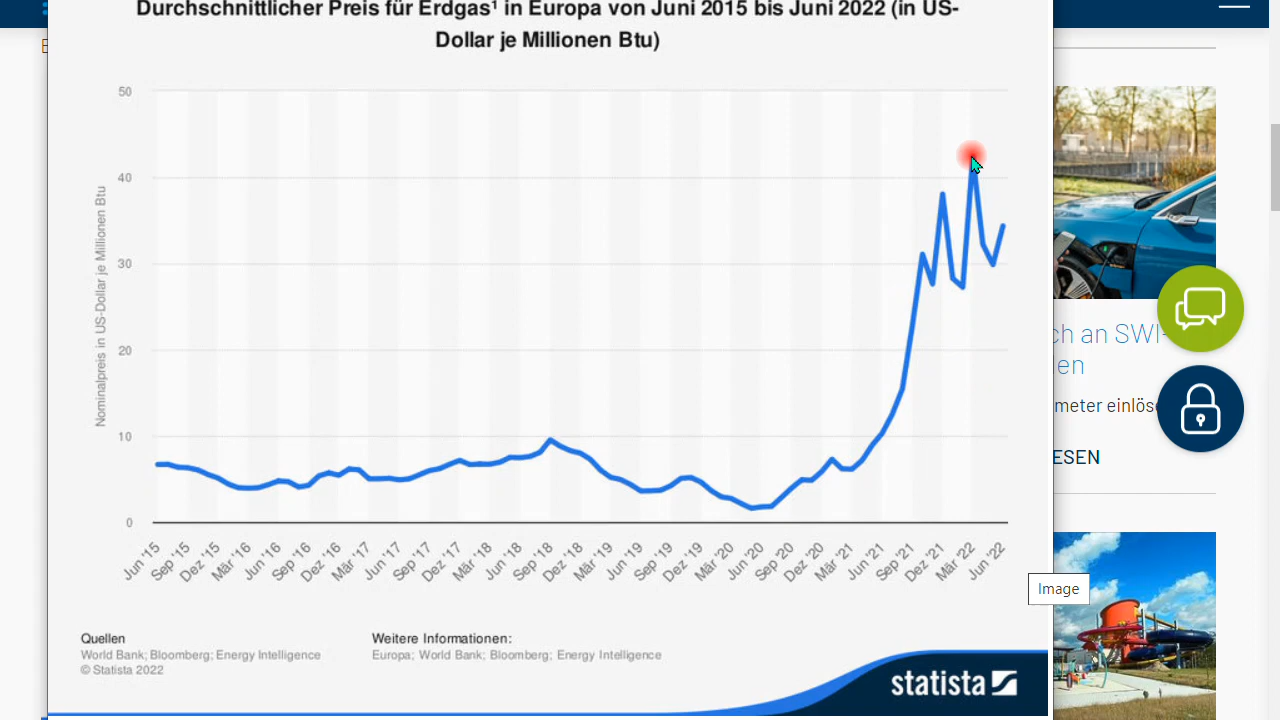 Durchschnittlicher Preis für Erdgas¹ in Europa von Juni 2015 bis Juni 2022 (in US-
Dollar je Millionen Btu)
50
40
30
20
10
0
Nominalpreis in US-Dollar je Millionen Btu
Jun '15
Sep '15
Dez '15
Mär '16
Jun '16
Sep '16
Dez '16
Mär '17
Jun '17
Sep '17
Dez '17
Mär '18
Jun '18
Sep '18
Dez '18
Mär '19
Jun '19
Sep '19
Dez '19
Mär '20
Jun '20
Sep '20
Dez '20
Mär '21
Jun '21
Sep '21
Dez '21
Mär '22
Jun '22
Quellen
World Bank; Bloomberg; Energy Intelligence
© Statista 2022
Weitere Informationen:
Europa; World Bank; Bloomberg; Energy Intelligence
statista
ch an SWI-
en
meter einlös
ESEN
Image